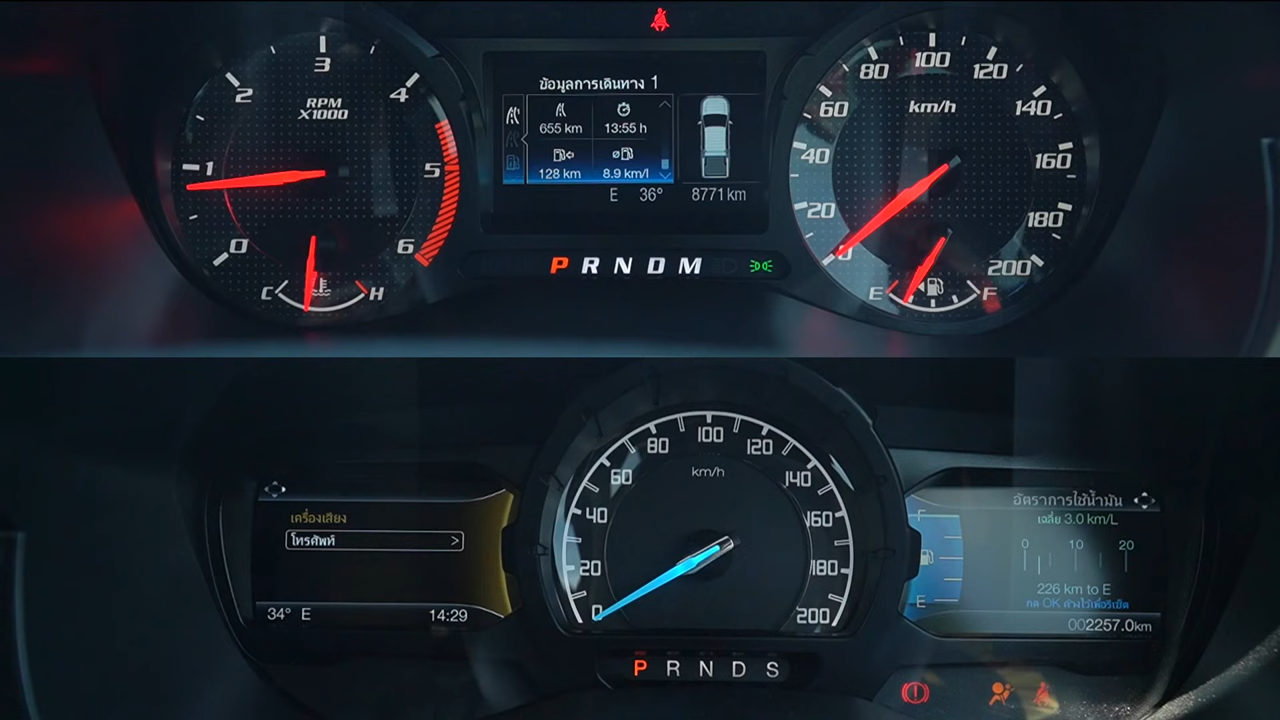 0 1 2 3 4 5 6
RPM
X1000
C H
ข้อมูลการเดินทาง 1
655 km 13:55 h
128 km 8.9 km/l
E 36° 8771 km
P R N D M
0 20 40 60 80 100 120 140 160 180 200
km/h
E F
เครื่องเสียง
โทรศัพท์ >
34° E 14:29
0 20 40 60 80 100 120 140 160 180 200
km/h
P R N D S
อัตราการใช้น้ำมัน
เฉลี่ย 3.0 km/L
0 10 20
F
E
226 km to E
กด OK ค้างไว้เพื่อรีเซ็ต
002257.0km